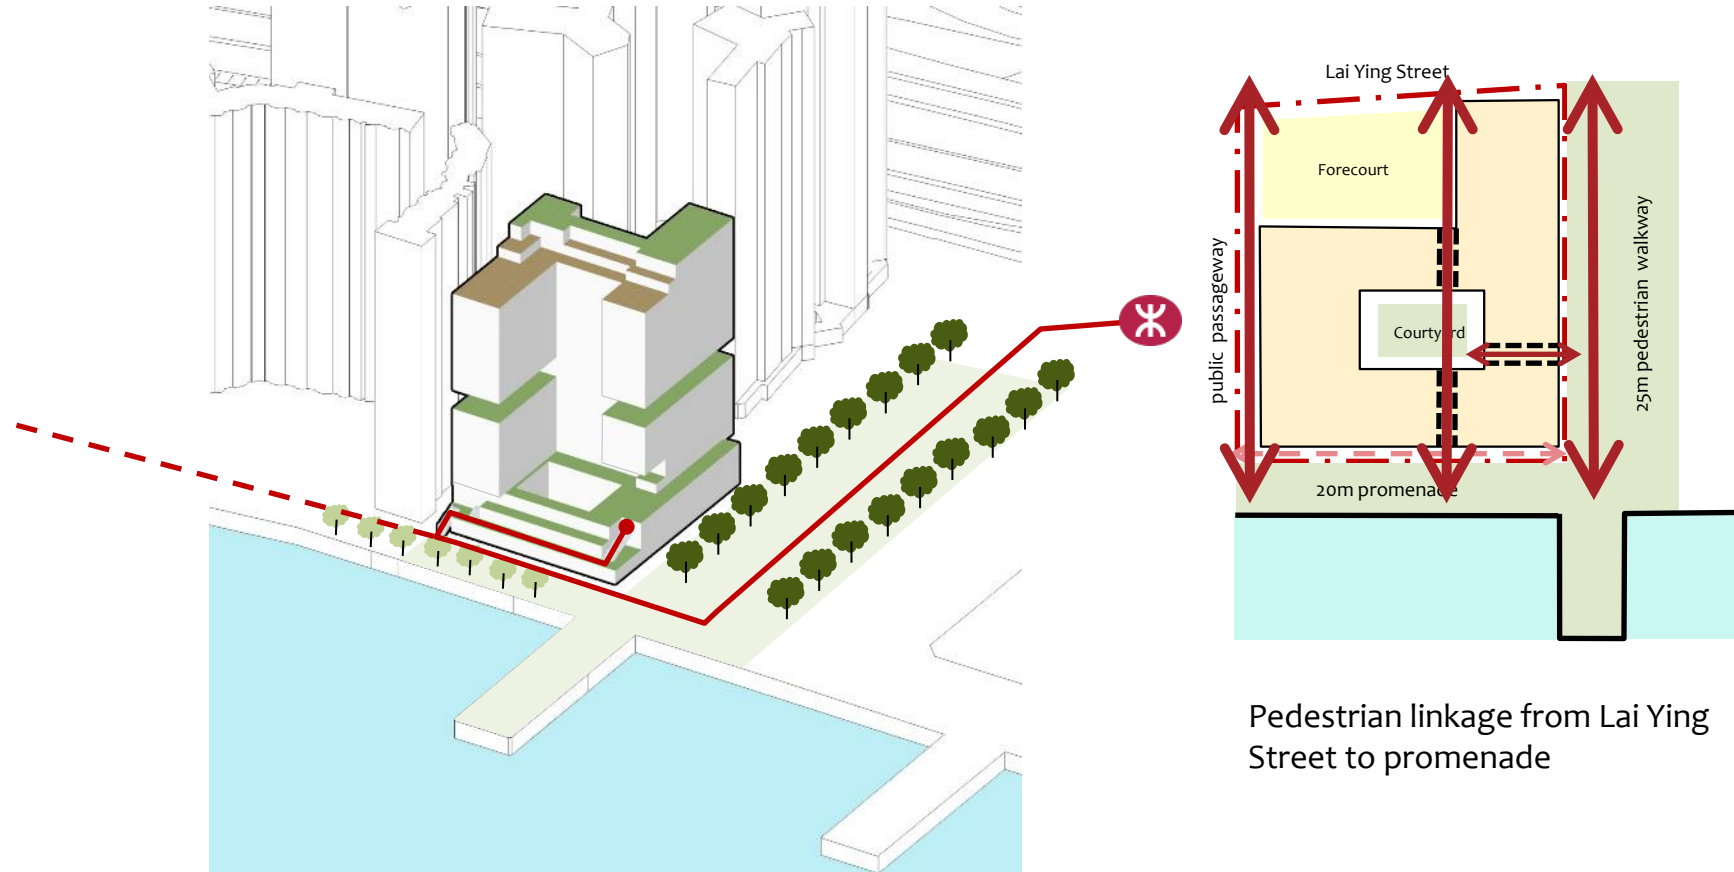 Lai Ying Street
Forecourt
public passageway
25m pedestrian walkway
Courtyard
20m promenade
Pedestrian linkage from Lai Ying
Street to promenade